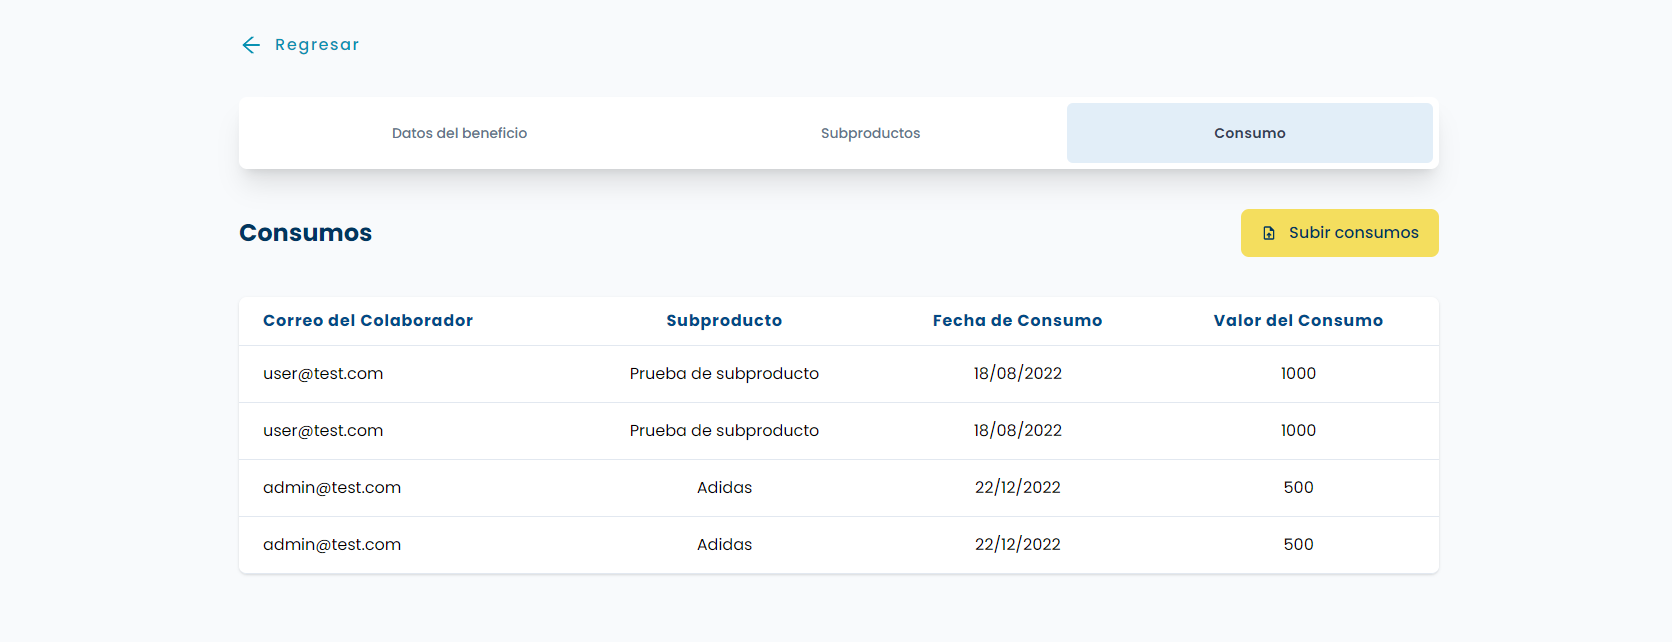 Regresar
Datos del beneficio Subproductos Consumo
Consumos Subir consumos
Correo del Colaborador Subproducto Fecha de Consumo Valor del Consumo
user@test.com Prueba de subproducto 18/08/2022 1000
user@test.com Prueba de subproducto 18/08/2022 1000
admin@test.com Adidas 22/12/2022 500
admin@test.com Adidas 22/12/2022 500